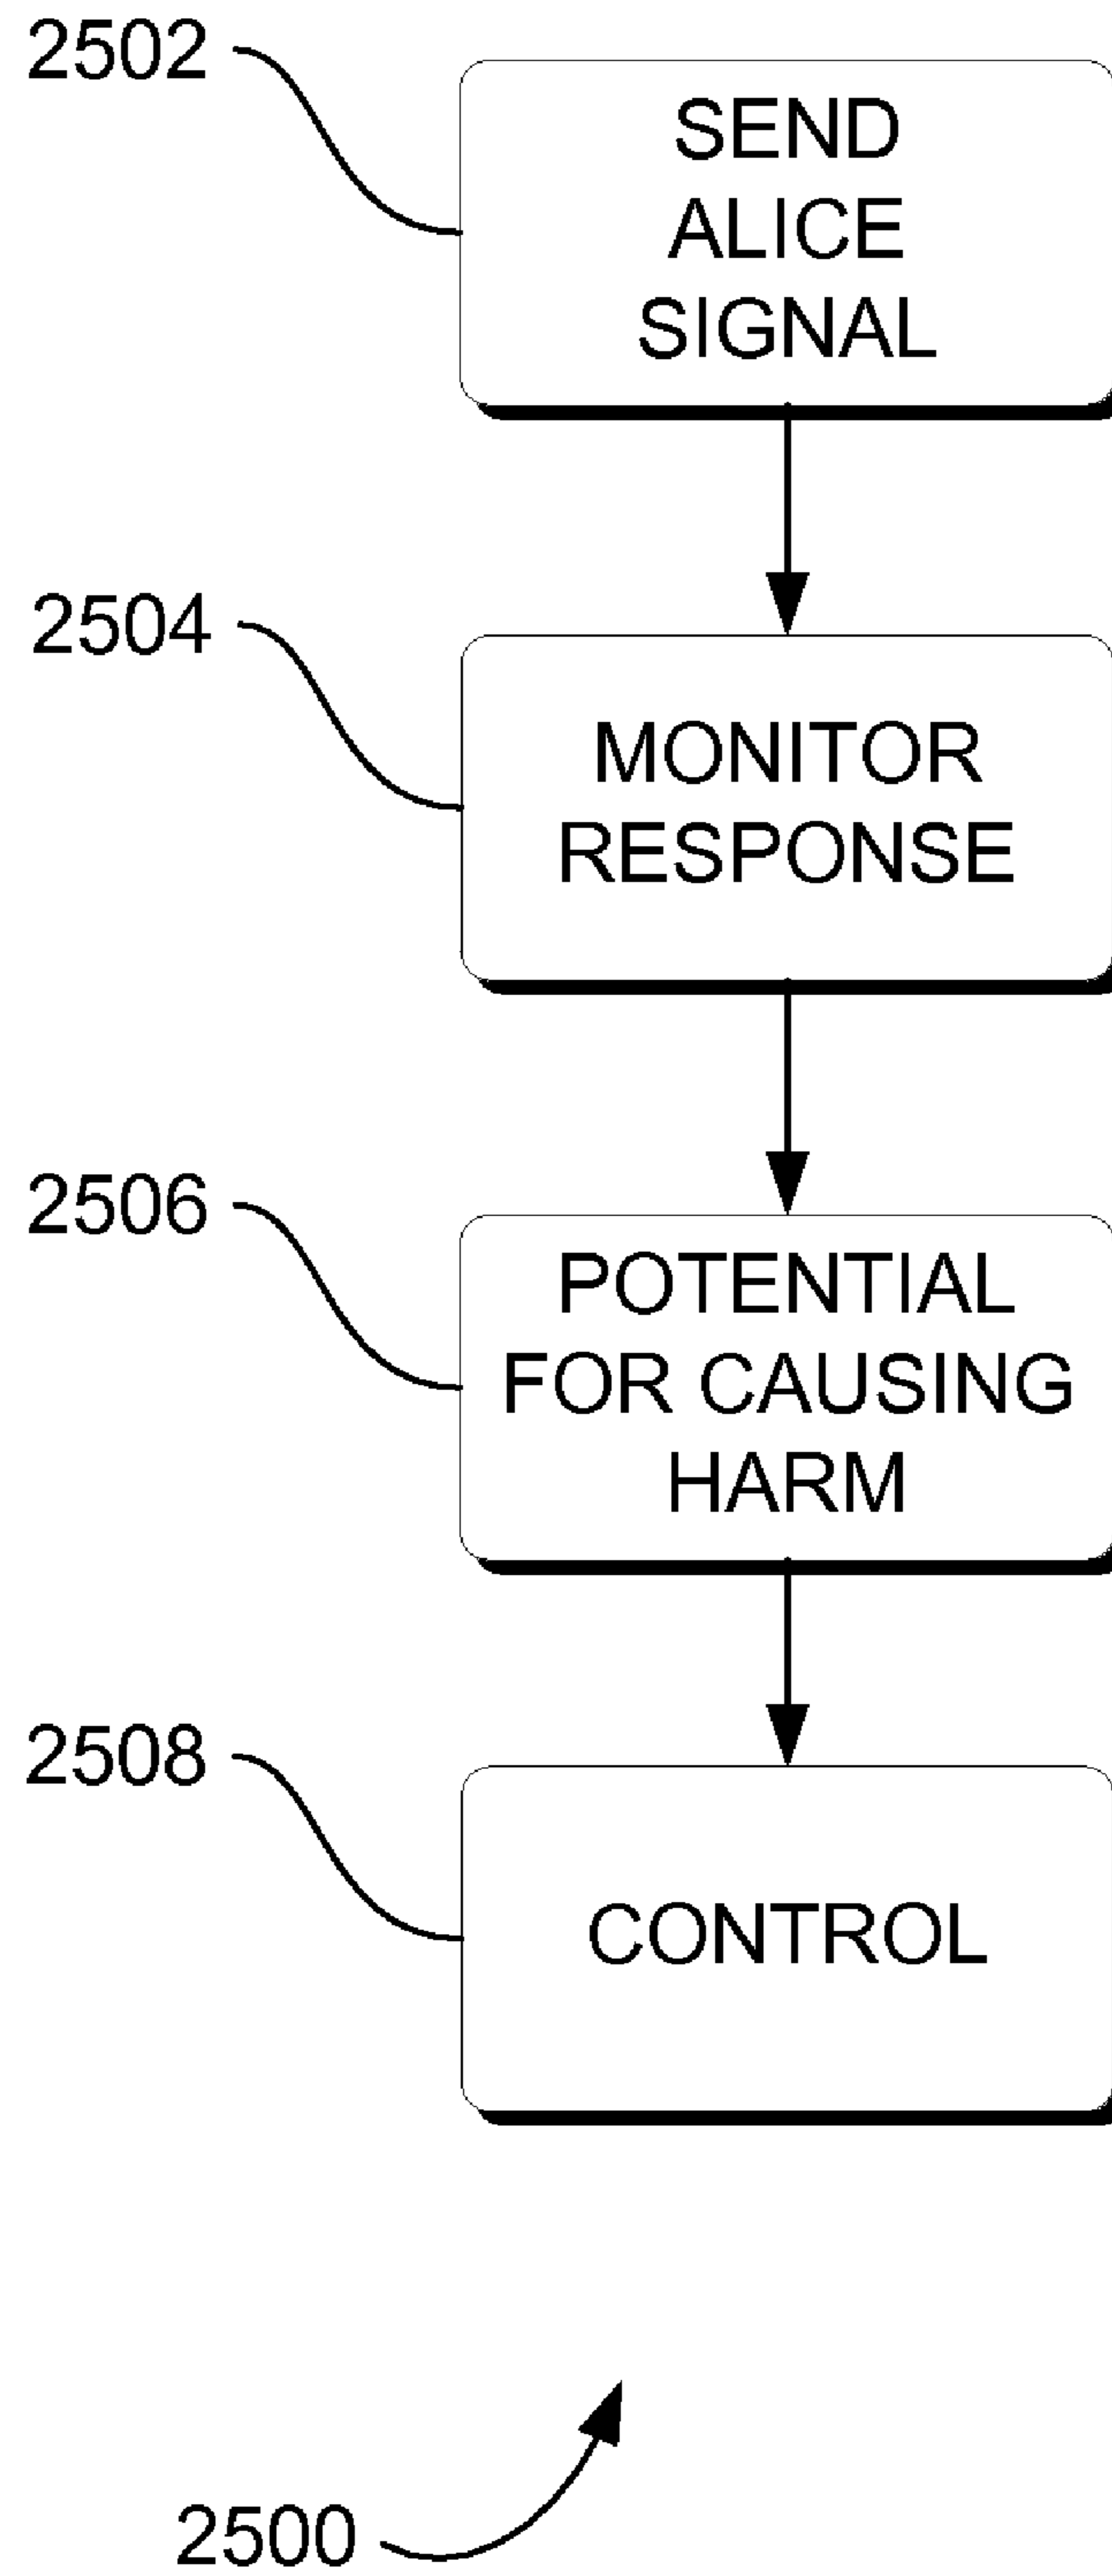 2502
SEND
ALICE
SIGNAL
2504
MONITOR
RESPONSE
2506
POTENTIAL
FOR CAUSING
HARM
2508
CONTROL
2500